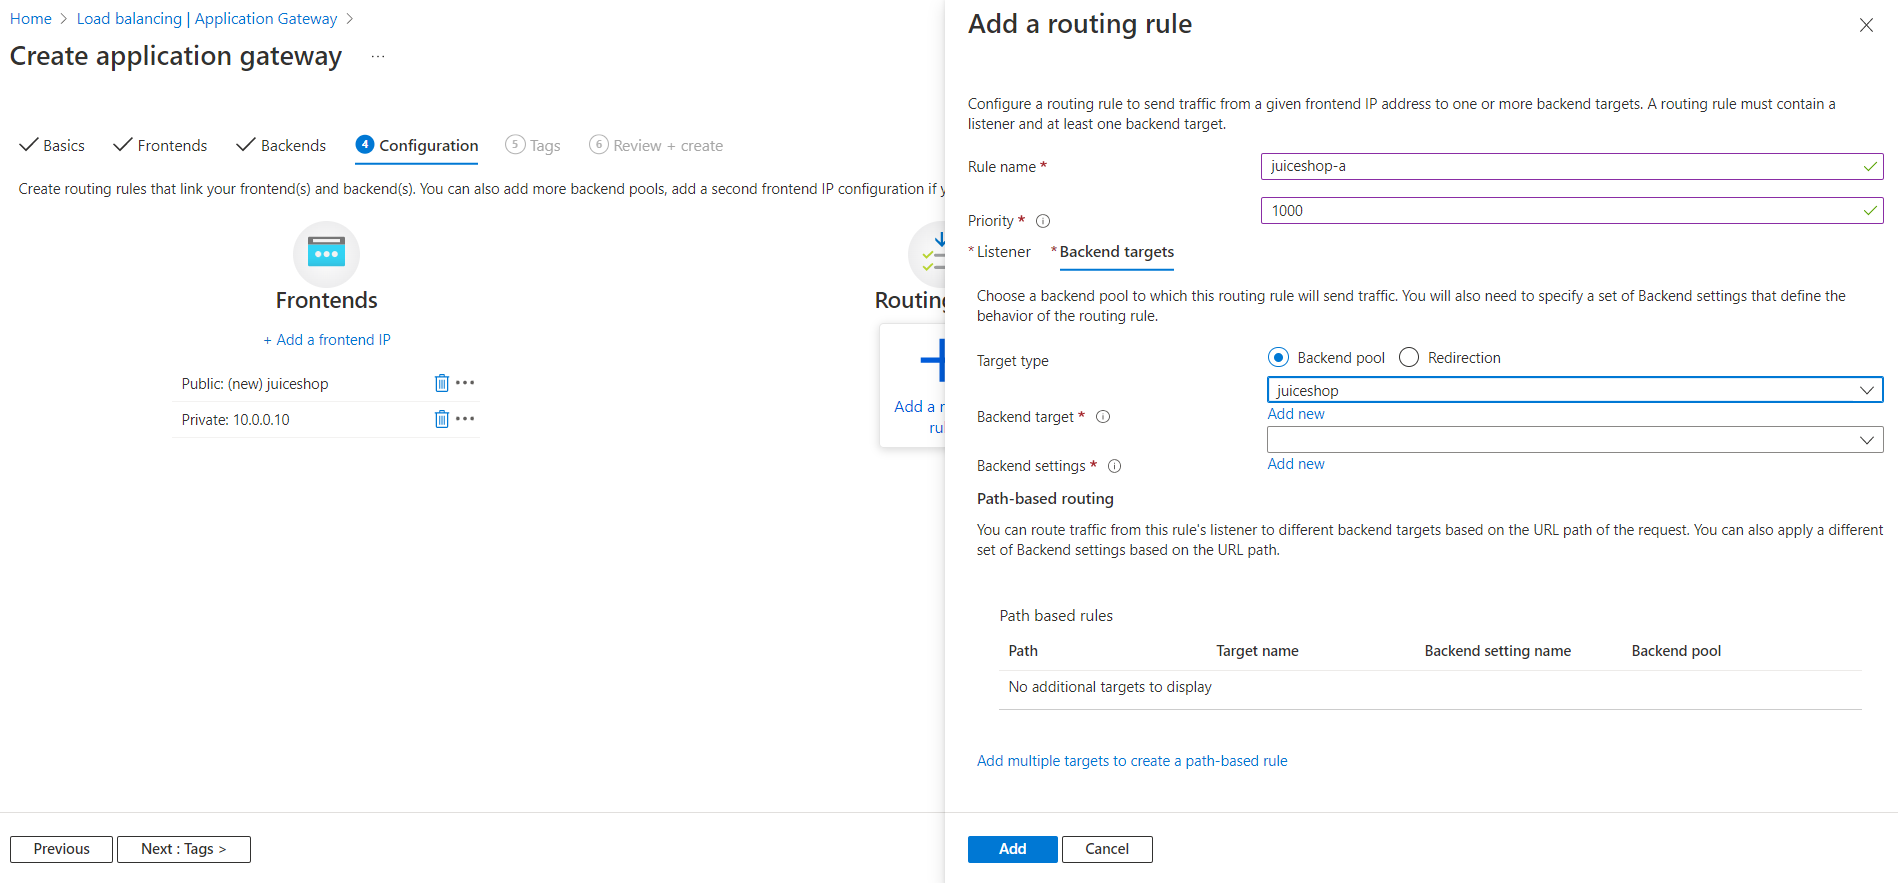 Home > Load balancing | Application Gateway >
Create application gateway ...
Basics Frontends Backends 4 Configuration 5 Tags 6 Review + create
Create routing rules that link your frontend(s) and backend(s). You can also add more backend pools, add a second frontend IP configuration if
Frontends
+ Add a frontend IP
Public: (new) juiceshop
Private: 10.0.0.10
Routing
Add a
Previous
Next : Tags >
Add a routing rule
Configure a routing rule to send traffic from a given frontend IP address to one or more backend targets. A routing rule must contain a
listener and at least one backend target.
Rule name *
juiceshop-a
Priority *
1000
* Listener
* Backend targets
Choose a backend pool to which this routing rule will send traffic. You will also need to specify a set of Backend settings that define the
behavior of the routing rule.
Target type
Backend pool
Redirection
juiceshop
Backend target *
Add new
Backend settings *
Add new
Path-based routing
You can route traffic from this rule's listener to different backend targets based on the URL path of the request. You can also apply a different
set of Backend settings based on the URL path.
Path based rules
Path Target name Backend setting name Backend pool
No additional targets to display
Add multiple targets to create a path-based rule
Add
Cancel